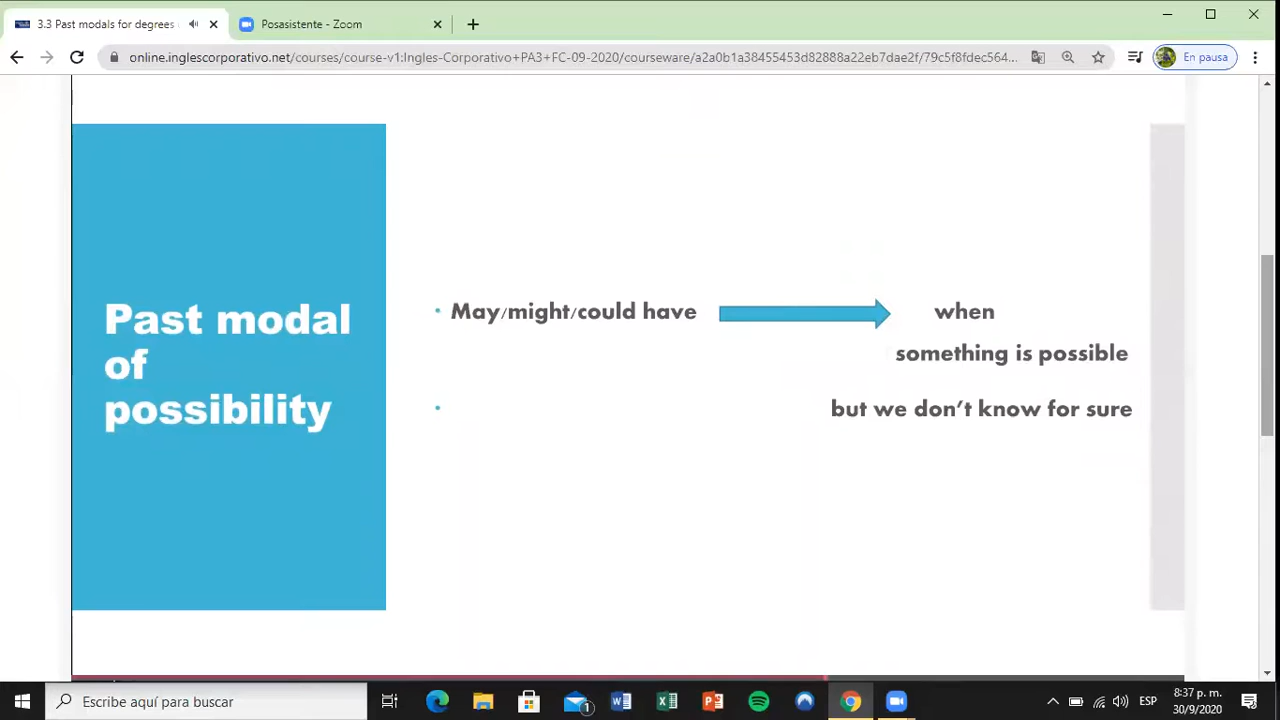 3.3 Past modals for degrees
Posasistente - Zoom
online.inglescorporativo.net/courses/course-v1:Ingles-Corporativo+PA3+FC-09-2020/courseware/a2a0b1a38455453d82888a22eb7dae2f/79c5f8fdec564...
En pausa
Past modal
of
possibility
• May/might/could have
when
something is possible
•
but we don't know for sure
Escribe aquí para buscar
1
ESP
8:37 p. m.
30/9/2020